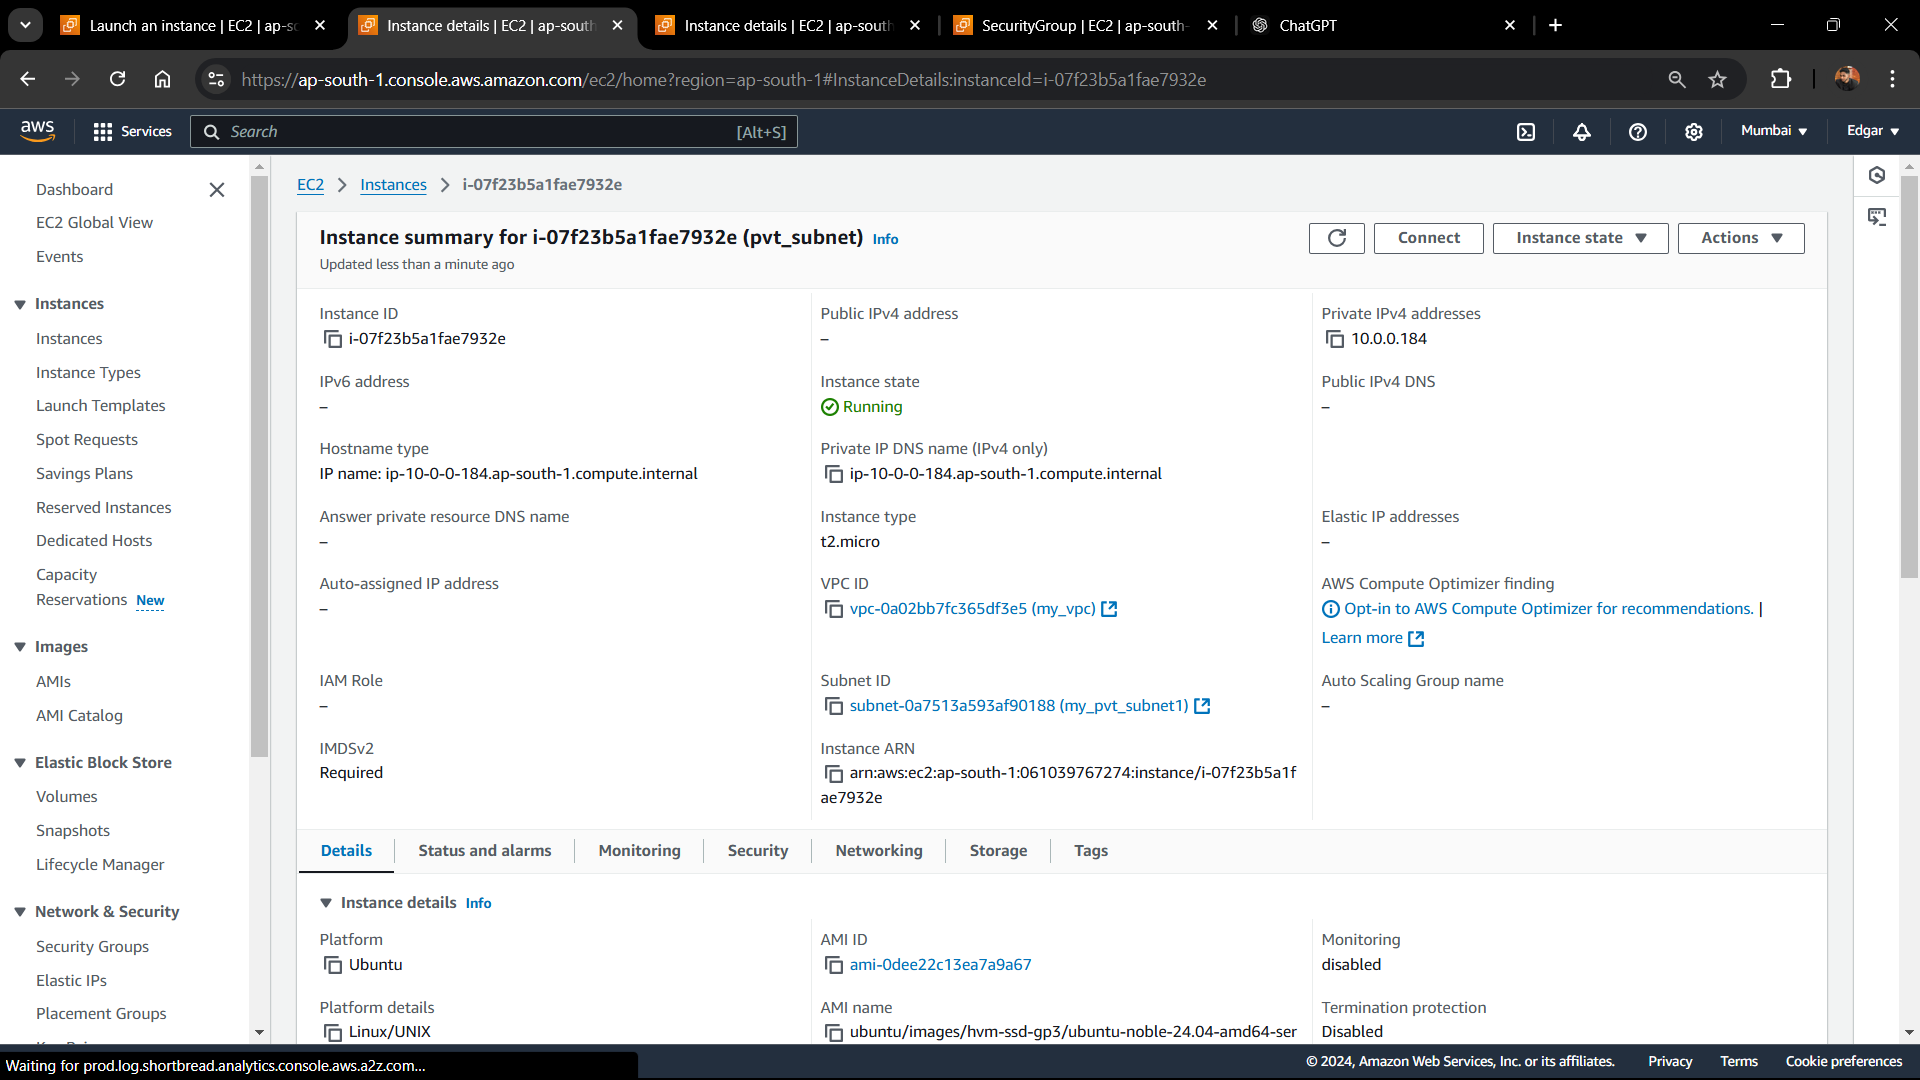 Launch an instance | EC2 | ap-so
Instance details | EC2 | ap-south
Instance details | EC2 | ap-south
SecurityGroup | EC2 | ap-south-
ChatGPT
https://ap-south-1.console.aws.amazon.com/ec2/home?region=ap-south-1#InstanceDetails:instanceId=i-07f23b5a1fae7932e
aws
Services
Search
[Alt+S]
Mumbai
Edgar
Dashboard
EC2 Global View
Events
Instances
Instances
Instance Types
Launch Templates
Spot Requests
Savings Plans
Reserved Instances
Dedicated Hosts
Capacity
Reservations New
Images
AMIs
AMI Catalog
Elastic Block Store
Volumes
Snapshots
Lifecycle Manager
Network & Security
Security Groups
Elastic IPs
Placement Groups
EC2
Instances
i-07f23b5a1fae7932e
Instance summary for i-07f23b5a1fae7932e (pvt_subnet) Info
Updated less than a minute ago
Connect
Instance state
Actions
Instance ID
i-07f23b5a1fae7932e
Public IPv4 address
–
Private IPv4 addresses
10.0.0.184
IPv6 address
–
Instance state
Running
Public IPv4 DNS
–
Hostname type
IP name: ip-10-0-0-184.ap-south-1.compute.internal
Private IP DNS name (IPv4 only)
ip-10-0-0-184.ap-south-1.compute.internal
Answer private resource DNS name
–
Instance type
t2.micro
Elastic IP addresses
–
Auto-assigned IP address
–
VPC ID
vpc-0a02bb7fc365df3e5 (my_vpc)
AWS Compute Optimizer finding
Opt-in to AWS Compute Optimizer for recommendations. |
Learn more
IAM Role
–
Subnet ID
subnet-0a7513a593af90188 (my_pvt_subnet1)
Auto Scaling Group name
–
IMDSv2
Required
Instance ARN
arn:aws:ec2:ap-south-1:061039767274:instance/i-07f23b5a1f
ae7932e
Details
Status and alarms
Monitoring
Security
Networking
Storage
Tags
Instance details Info
Platform
Ubuntu
AMI ID
ami-0dee22c13ea7a9a67
Monitoring
disabled
Platform details
Linux/UNIX
AMI name
ubuntu/images/hvm-ssd-gp3/ubuntu-noble-24.04-amd64-ser
Termination protection
Disabled
Waiting for prod.log.shortbread.analytics.console.aws.a2z.com...
© 2024, Amazon Web Services, Inc. or its affiliates.
Privacy
Terms
Cookie preferences